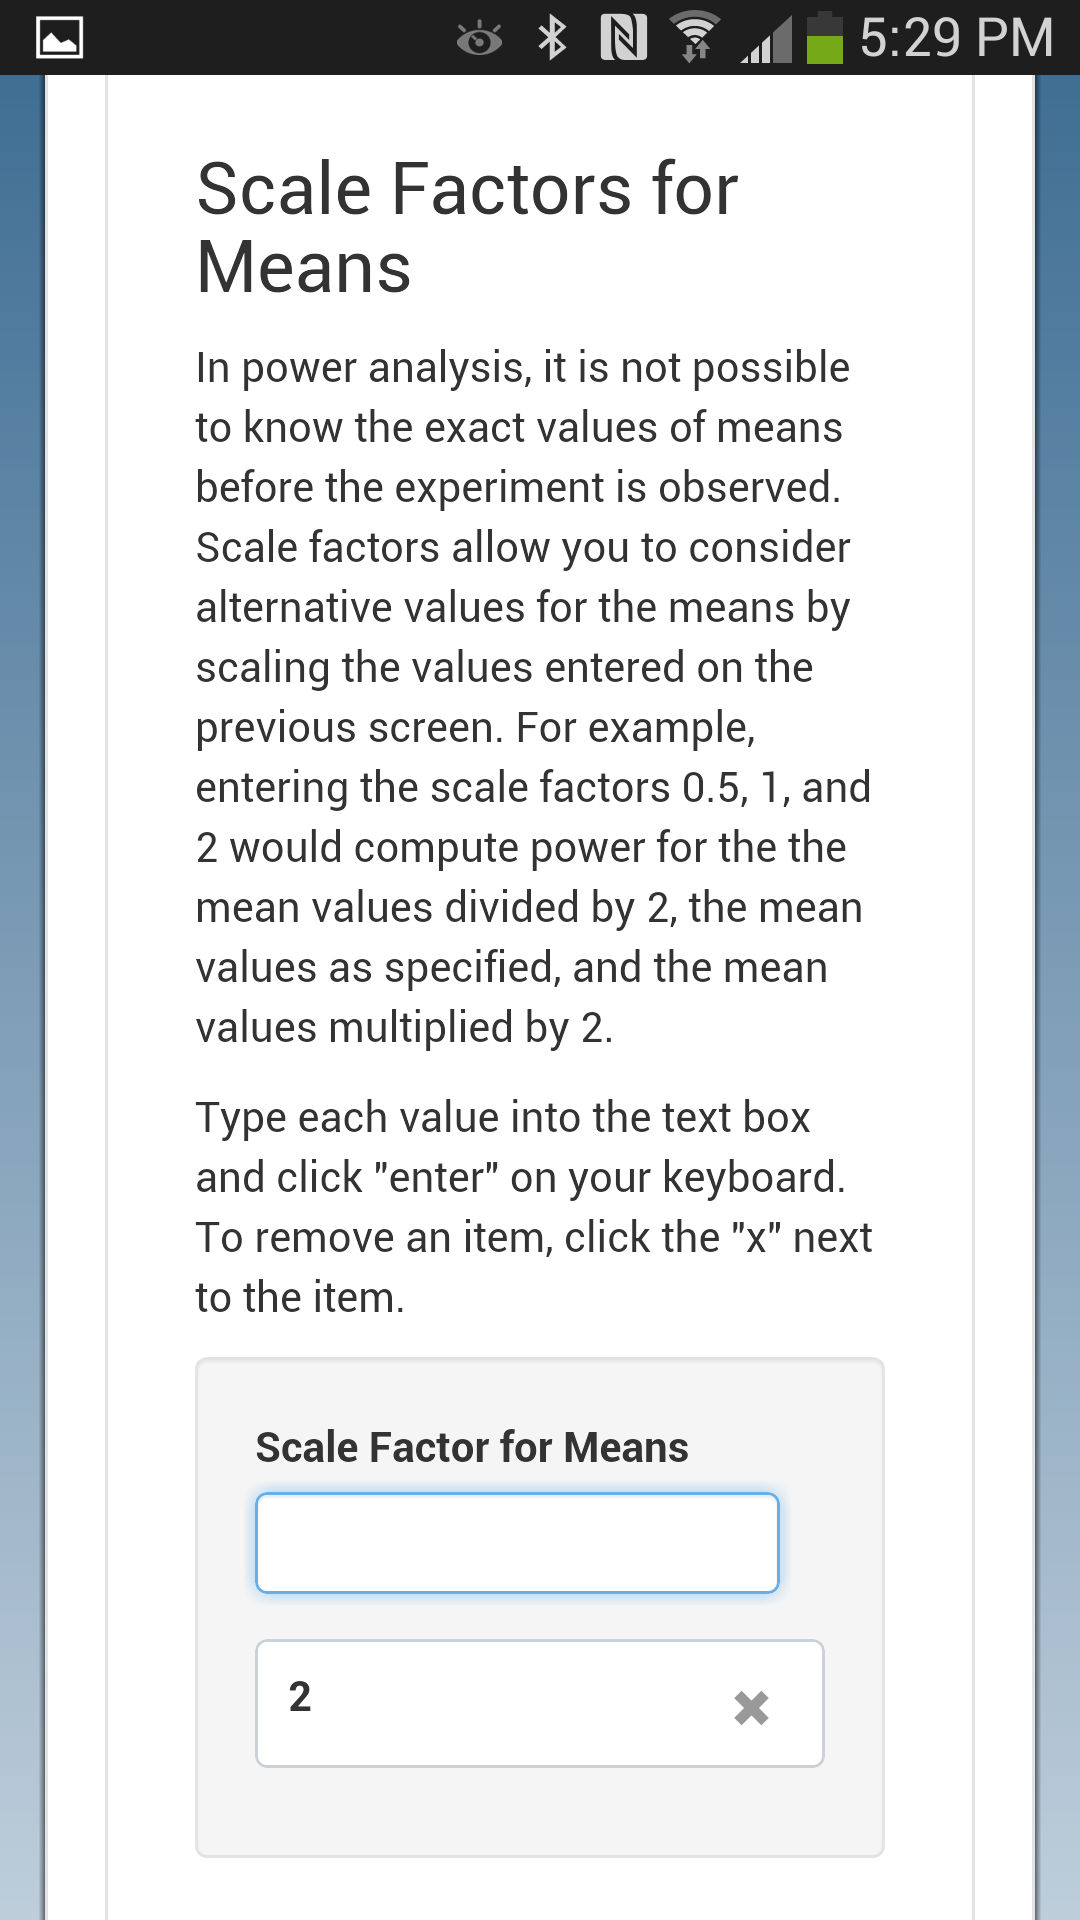 5:29 PM
Scale Factors for
Means
In power analysis, it is not possible
to know the exact values of means
before the experiment is observed.
Scale factors allow you to consider
alternative values for the means by
scaling the values entered on the
previous screen. For example,
entering the scale factors 0.5, 1, and
2 would compute power for the the
mean values divided by 2, the mean
values as specified, and the mean
values multiplied by 2.
Type each value into the text box
and click "enter" on your keyboard.
To remove an item, click the "x" next
to the item.
Scale Factor for Means
2